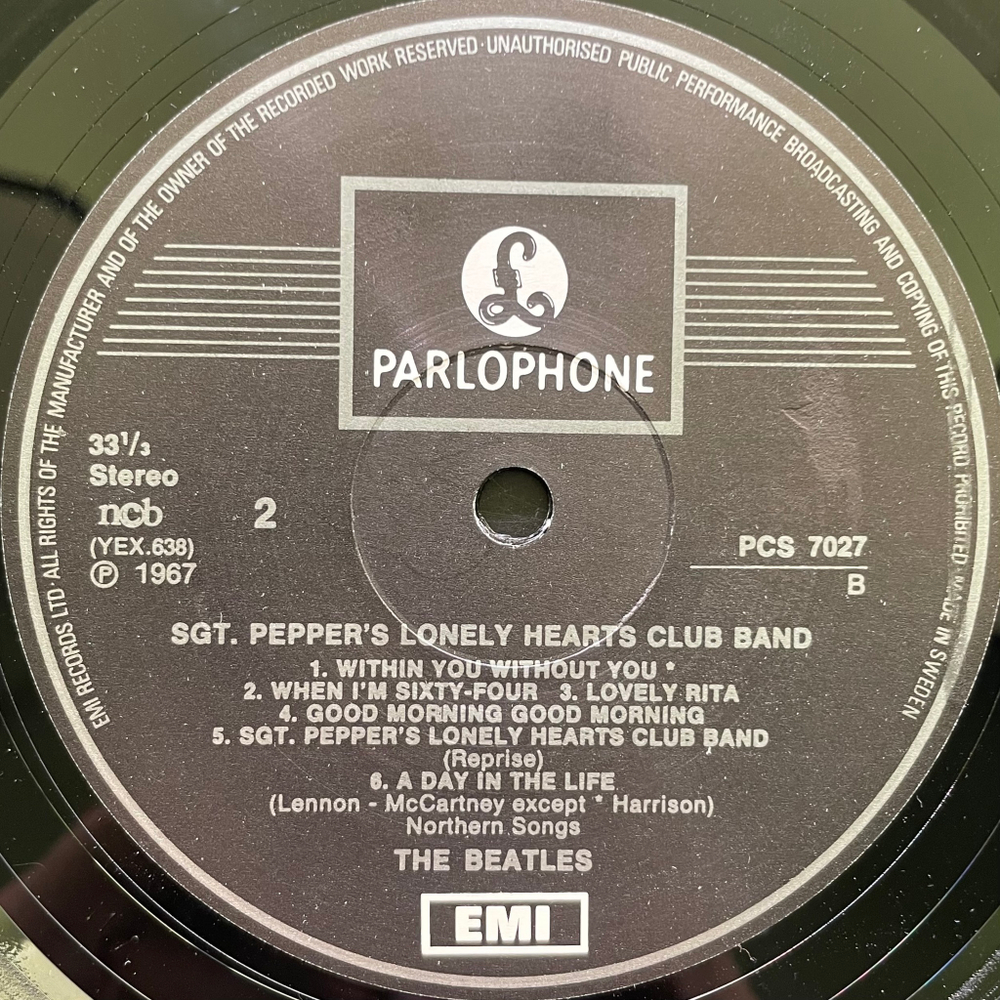 EMI RECORDS LTD · ALL RIGHTS OF THE MANUFACTURER AND OF THE OWNER OF THE RECORDED WORK RESERVED · UNAUTHORISED PUBLIC PERFORMANCE BROADCASTING AND COPYING OF THIS RECORD PROHIBITED · MADE IN SWEDEN
£
PARLOPHONE
33⅓
Stereo
ncb
2
(YEX.638)
PCS 7027
℗ 1967
B
SGT. PEPPER'S LONELY HEARTS CLUB BAND
1. WITHIN YOU WITHOUT YOU *
2. WHEN I'M SIXTY-FOUR 3. LOVELY RITA
4. GOOD MORNING GOOD MORNING
5. SGT. PEPPER'S LONELY HEARTS CLUB BAND
(Reprise)
6. A DAY IN THE LIFE
(Lennon - McCartney except * Harrison)
Northern Songs
THE BEATLES
EMI